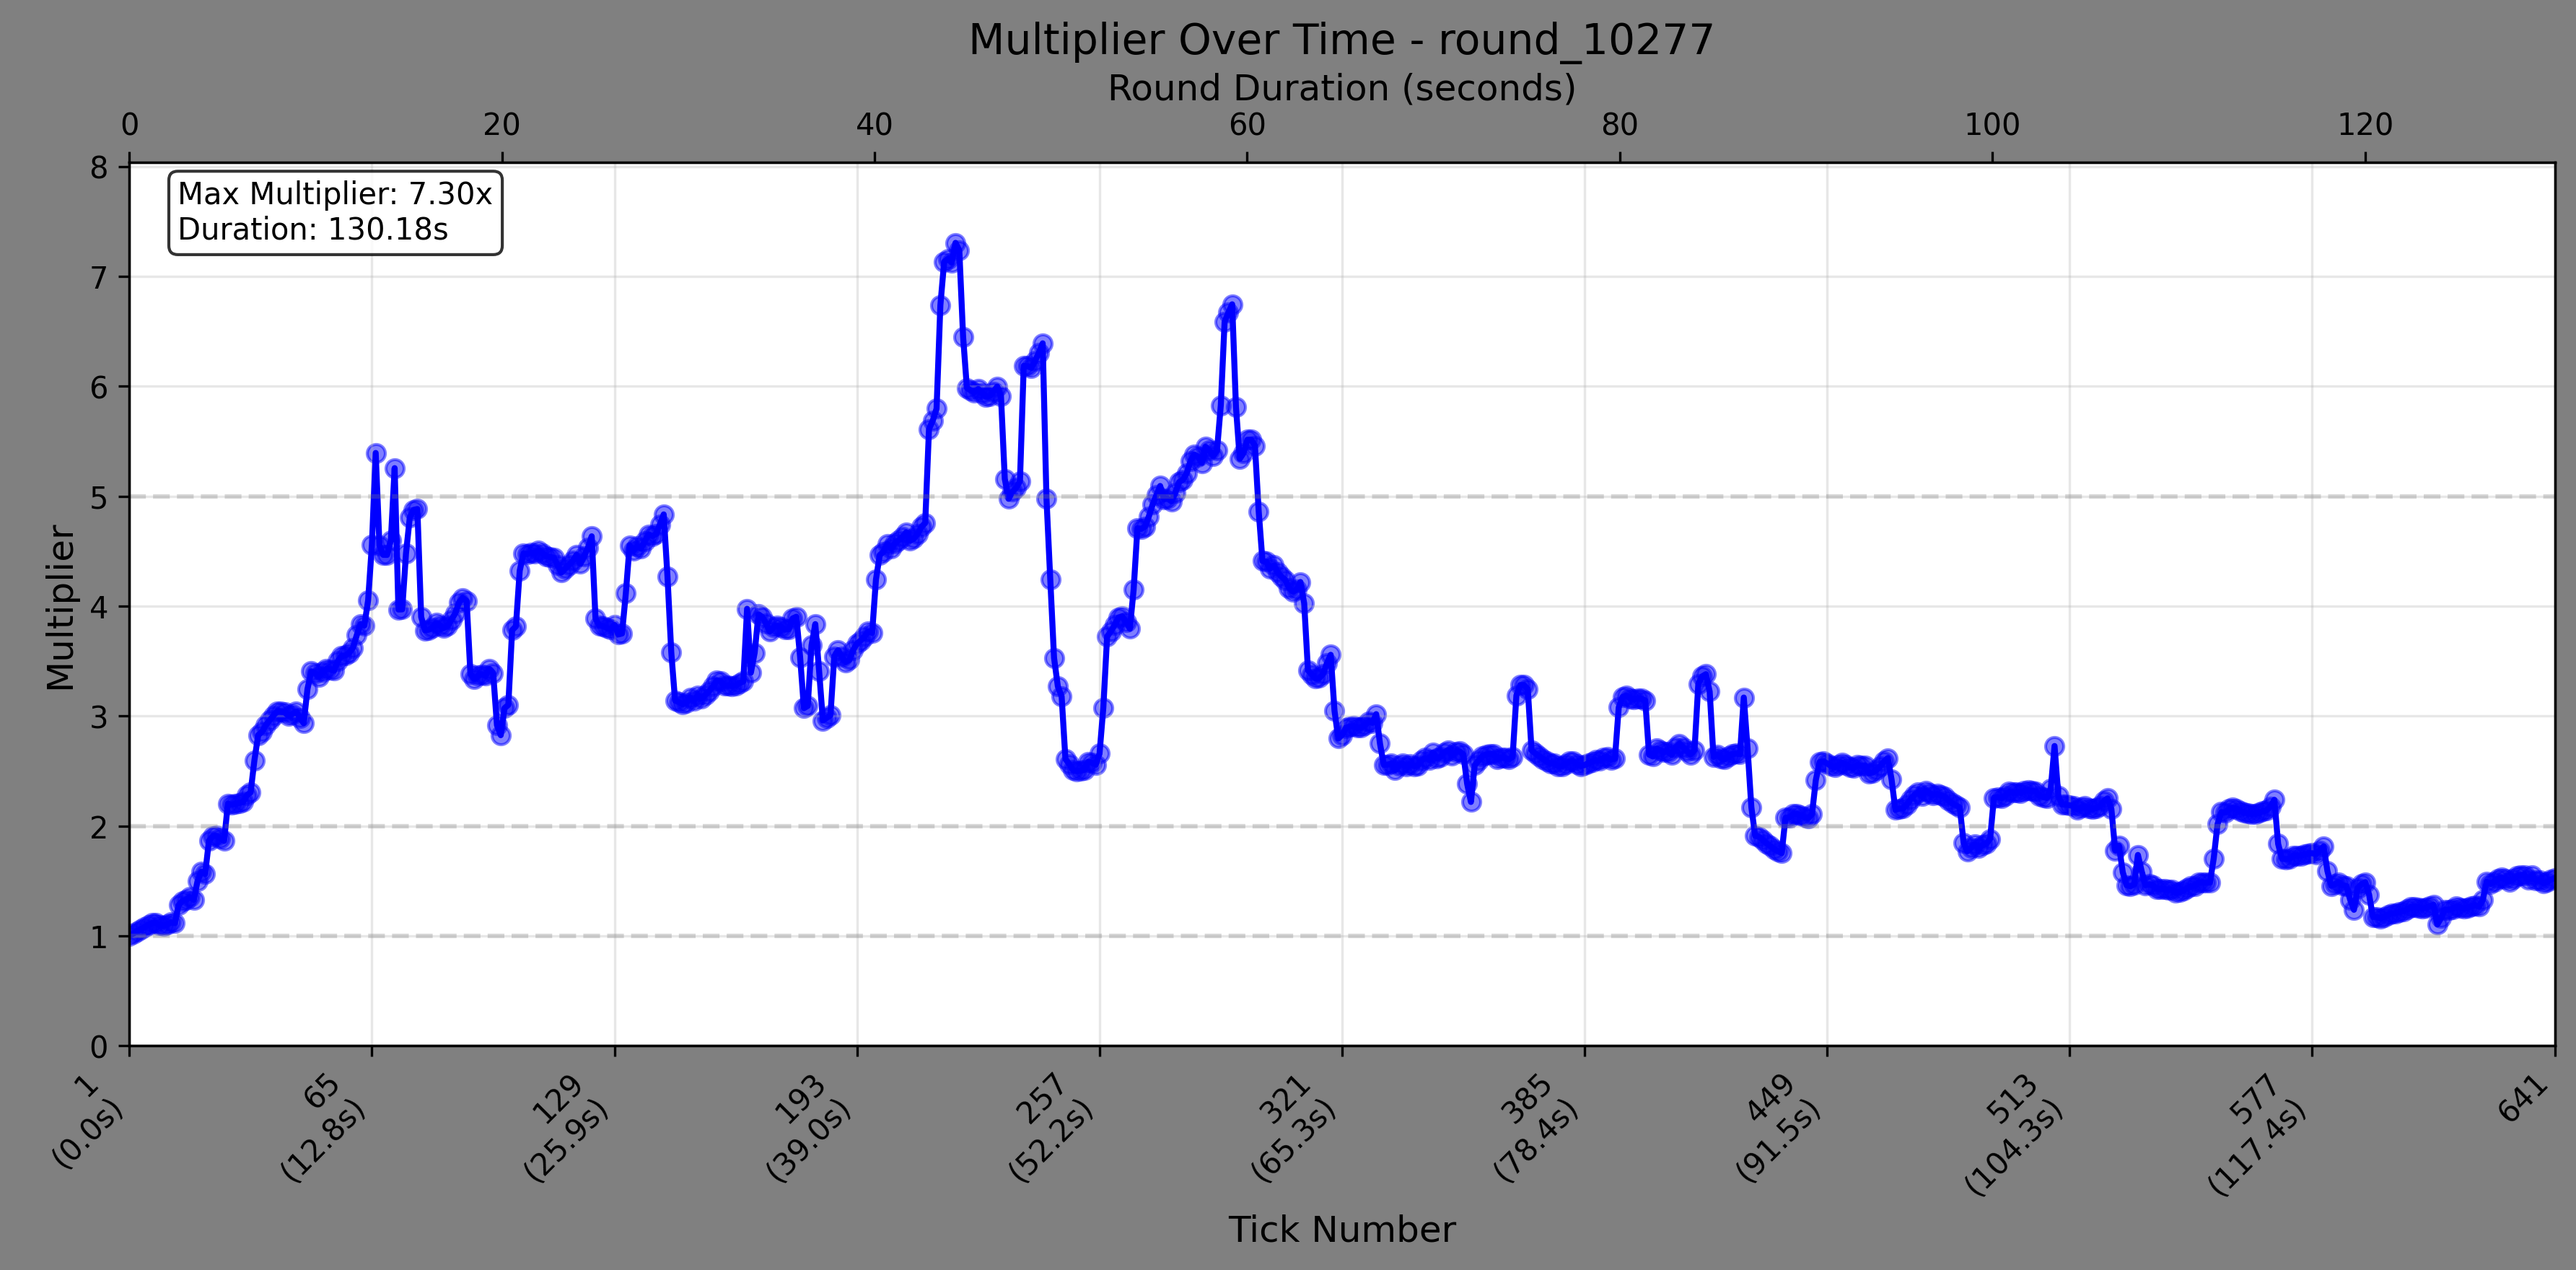 Multiplier Over Time - round_10277
Round Duration (seconds)
0 20 40 60 80 100 120
Max Multiplier: 7.30x
Duration: 130.18s
8
7
6
5
4
3
2
1
0
Multiplier
1
(0.0s)
65
(12.8s)
129
(25.9s)
193
(39.0s)
257
(52.2s)
321
(65.3s)
385
(78.4s)
449
(91.5s)
513
(104.3s)
577
(117.4s)
641
Tick Number